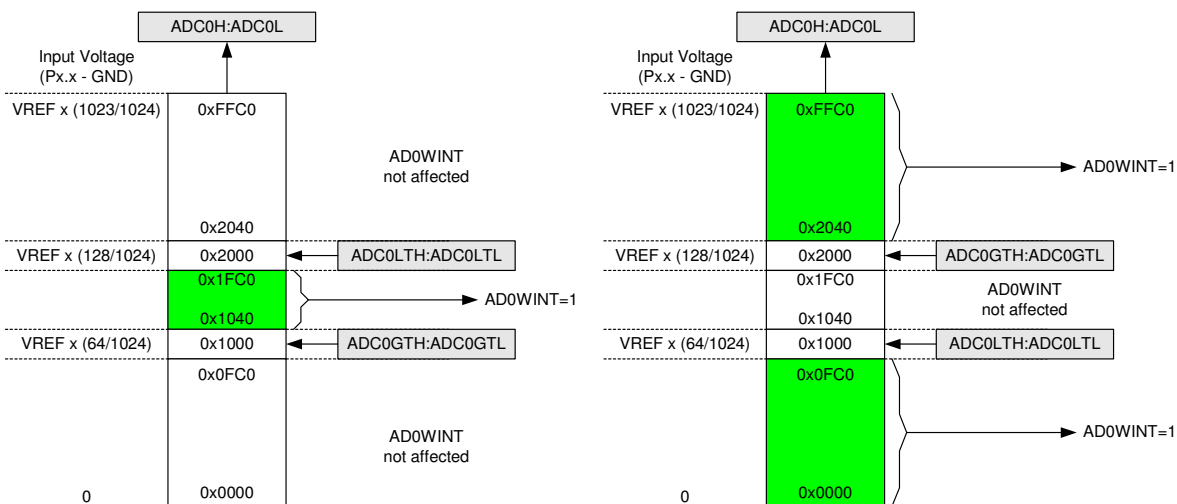 ADC0H:ADC0L
Input Voltage
(Px.x - GND)
VREF x (1023/1024)
0xFFC0
AD0WINT
not affected
0x2040
VREF x (128/1024)
0x2000
ADC0LTH:ADC0LTL
0x1FC0
AD0WINT=1
0x1040
VREF x (64/1024)
0x1000
ADC0GTH:ADC0GTL
0x0FC0
AD0WINT
not affected
0
0x0000
ADC0H:ADC0L
Input Voltage
(Px.x - GND)
VREF x (1023/1024)
0xFFC0
AD0WINT=1
0x2040
VREF x (128/1024)
0x2000
ADC0GTH:ADC0GTL
0x1FC0
AD0WINT
not affected
0x1040
VREF x (64/1024)
0x1000
ADC0LTH:ADC0LTL
0x0FC0
AD0WINT=1
0
0x0000